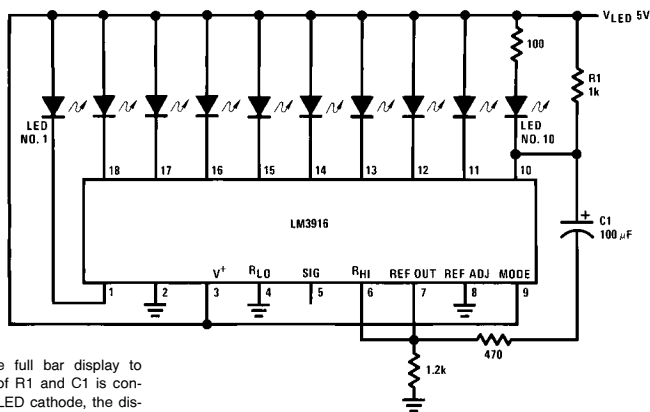 VLED 5V
100
R1
1k
LED
NO. 1
LED
NO. 10
18 17 16 15 14 13 12 11 10
LM3916
+
C1
100 µF
V+ RLO SIG RHI REF OUT REF ADJ MODE
1 2 3 4 5 6 7 8 9
470
1.2k
e full bar display to
of R1 and C1 is con-
LED cathode, the dis-